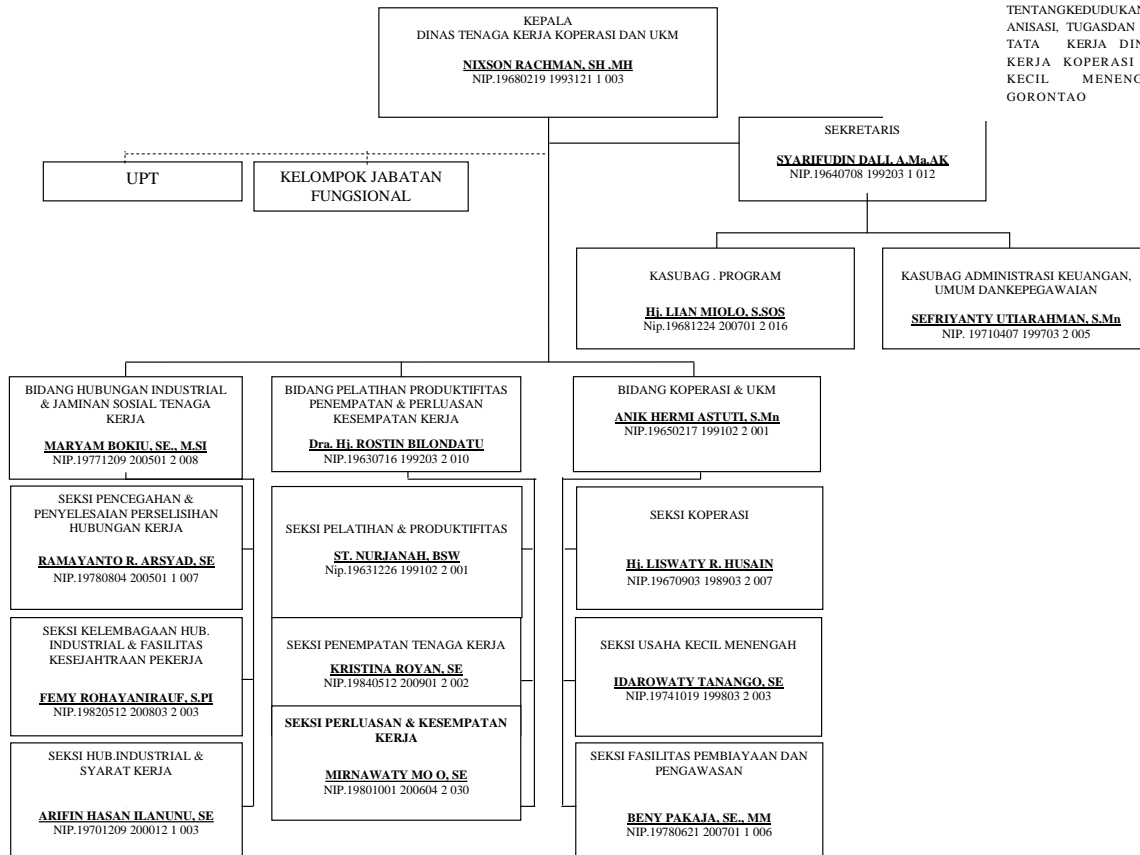 TENTANGKEDUDUKAN
ANISASI, TUGASDAN
TATA KERJA DIN
KERJA KOPERASI
KECIL MENENG
GORONTAO
KEPALA
DINAS TENAGA KERJA KOPERASI DAN UKM
NIXSON RACHMAN, SH .MH
NIP.19680219 1993121 1 003
SEKRETARIS
SYARIFUDIN DALI, A.Ma.AK
NIP.19640708 199203 1 012
UPT
KELOMPOK JABATAN
FUNGSIONAL
KASUBAG . PROGRAM
Hj. LIAN MIOLO, S.SOS
Nip.19681224 200701 2 016
KASUBAG ADMINISTRASI KEUANGAN,
UMUM DANKEPEGAWAIAN
SEFRIYANTY UTIARAHMAN, S.Mn
NIP. 19710407 199703 2 005
BIDANG HUBUNGAN INDUSTRIAL
& JAMINAN SOSIAL TENAGA
KERJA
MARYAM BOKIU, SE., M.SI
NIP.19771209 200501 2 008
BIDANG PELATIHAN PRODUKTIFITAS
PENEMPATAN & PERLUASAN
KESEMPATAN KERJA
Dra. Hj. ROSTIN BILONDATU
NIP.19630716 199203 2 010
BIDANG KOPERASI & UKM
ANIK HERMI ASTUTI, S.Mn
NIP.19650217 199102 2 001
SEKSI PENCEGAHAN &
PENYELESAIAN PERSELISIHAN
HUBUNGAN KERJA
RAMAYANTO R. ARSYAD, SE
NIP.19780804 200501 1 007
SEKSI PELATIHAN & PRODUKTIFITAS
ST. NURJANAH, BSW
Nip.19631226 199102 2 001
SEKSI KOPERASI
Hj. LISWATY R. HUSAIN
NIP.19670903 198903 2 007
SEKSI KELEMBAGAAN HUB.
INDUSTRIAL & FASILITAS
KESEJAHTRAAN PEKERJA
FEMY ROHAYANIRAUF, S.PI
NIP.19820512 200803 2 003
SEKSI PENEMPATAN TENAGA KERJA
KRISTINA ROYAN, SE
NIP.19840512 200901 2 002
SEKSI USAHA KECIL MENENGAH
IDAROWATY TANANGO, SE
NIP.19741019 199803 2 003
SEKSI HUB.INDUSTRIAL &
SYARAT KERJA
ARIFIN HASAN ILANUNU, SE
NIP.19701209 200012 1 003
SEKSI PERLUASAN & KESEMPATAN
KERJA
MIRNAWATY MO O, SE
NIP.19801001 200604 2 030
SEKSI FASILITAS PEMBIAYAAN DAN
PENGAWASAN
BENY PAKAJA, SE., MM
NIP.19780621 200701 1 006